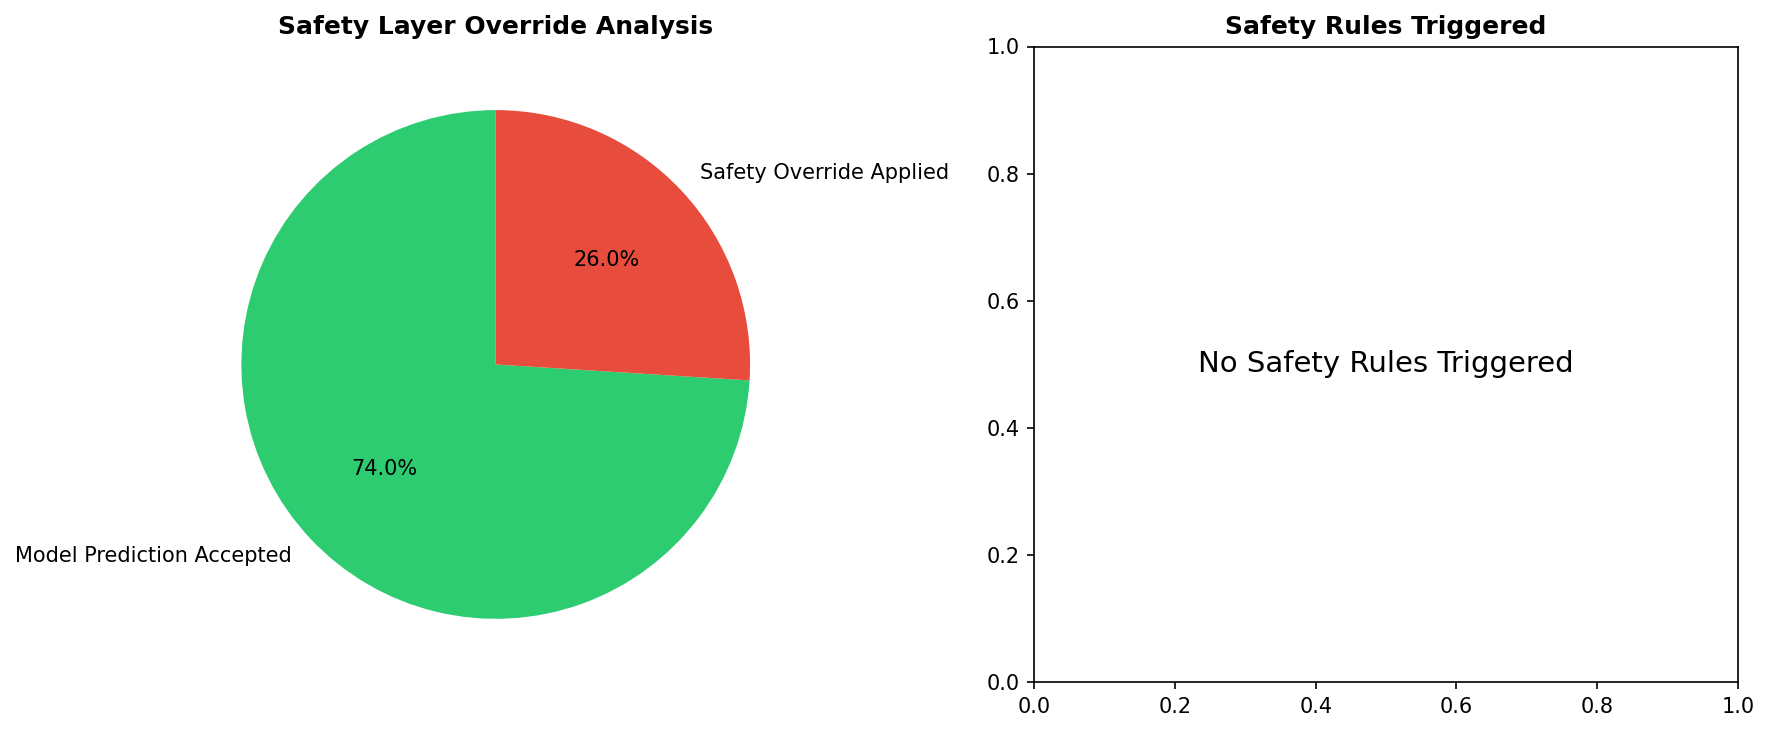 Safety Layer Override Analysis
Safety Override Applied
26.0%
74.0%
Model Prediction Accepted
Safety Rules Triggered
1.0
0.8
0.6
0.4
0.2
0.0
No Safety Rules Triggered
0.0 0.2 0.4 0.6 0.8 1.0